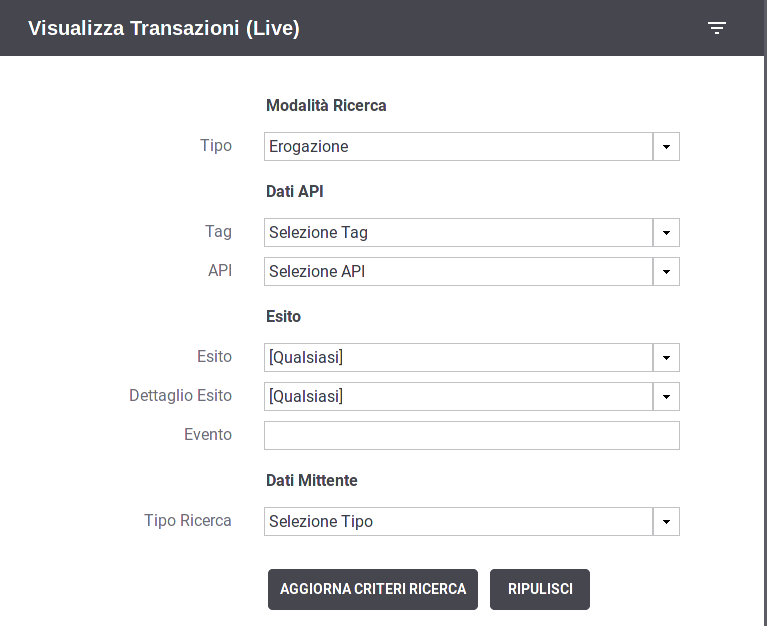 Visualizza Transazioni (Live)
Modalità Ricerca
Tipo Erogazione
Dati API
Tag Selezione Tag
API Selezione API
Esito
Esito [Qualsiasi]
Dettaglio Esito [Qualsiasi]
Evento
Dati Mittente
Tipo Ricerca Selezione Tipo
AGGIORNA CRITERI RICERCA RIPULISCI